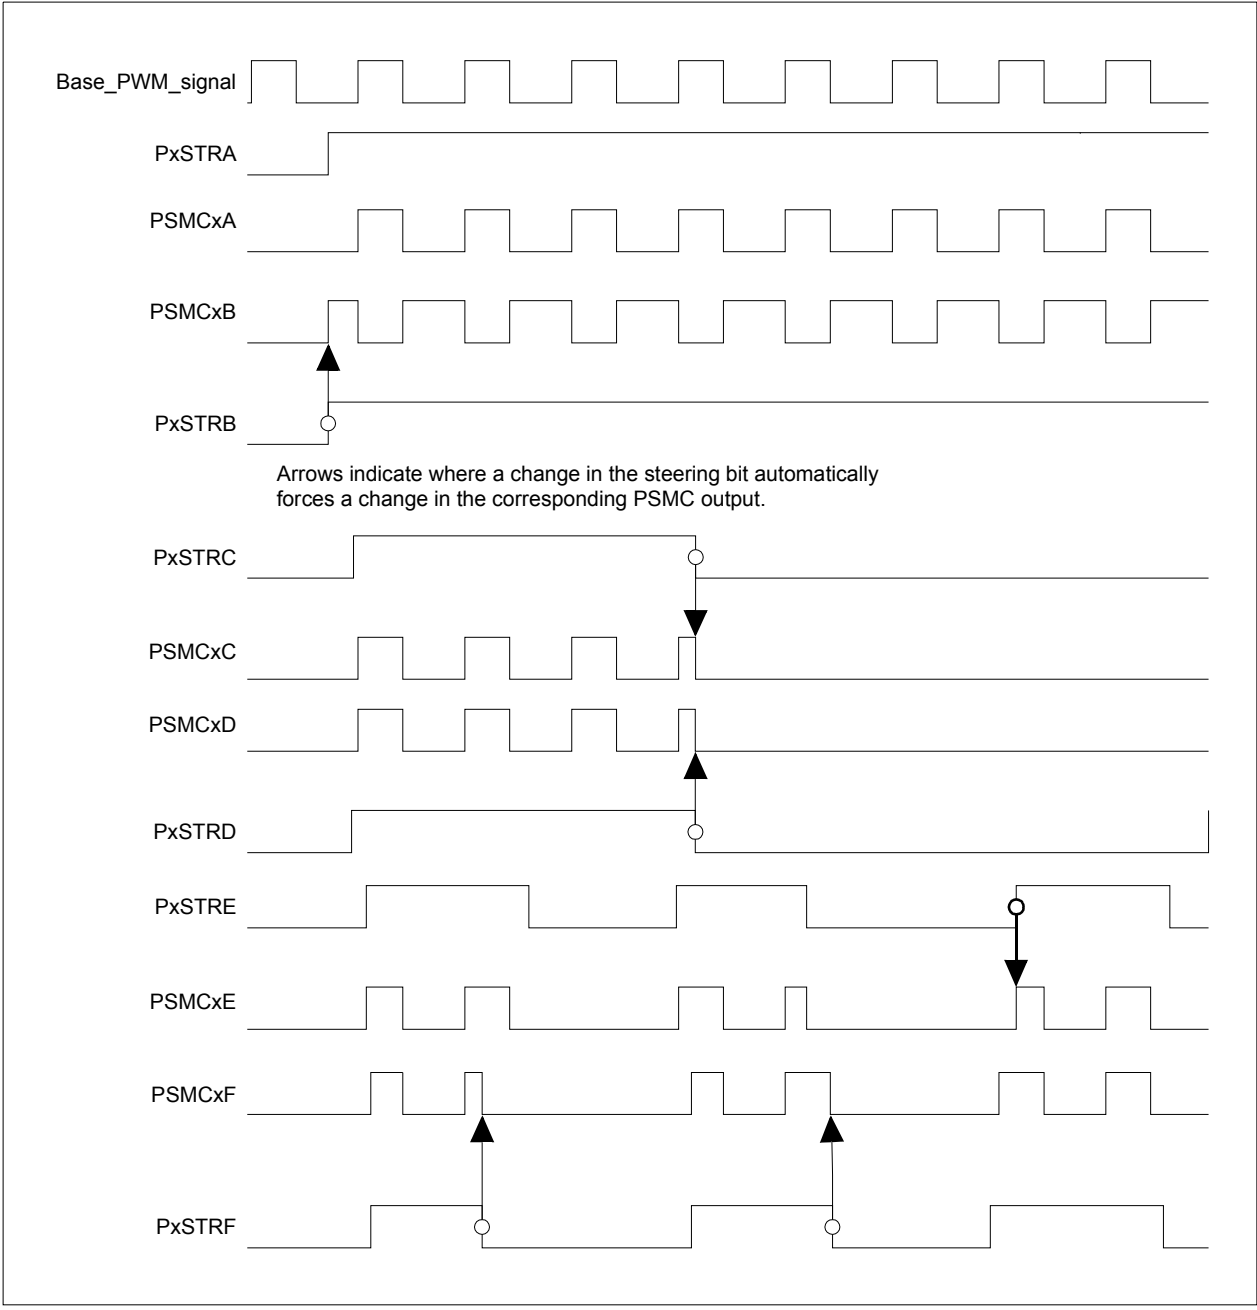 Base_PWM_signal
PxSTRA
PSMCxA
PSMCxB
PxSTRB
Arrows indicate where a change in the steering bit automatically
forces a change in the corresponding PSMC output.
PxSTRC
PSMCxC
PSMCxD
PxSTRD
PxSTRE
PSMCxE
PSMCxF
PxSTRF